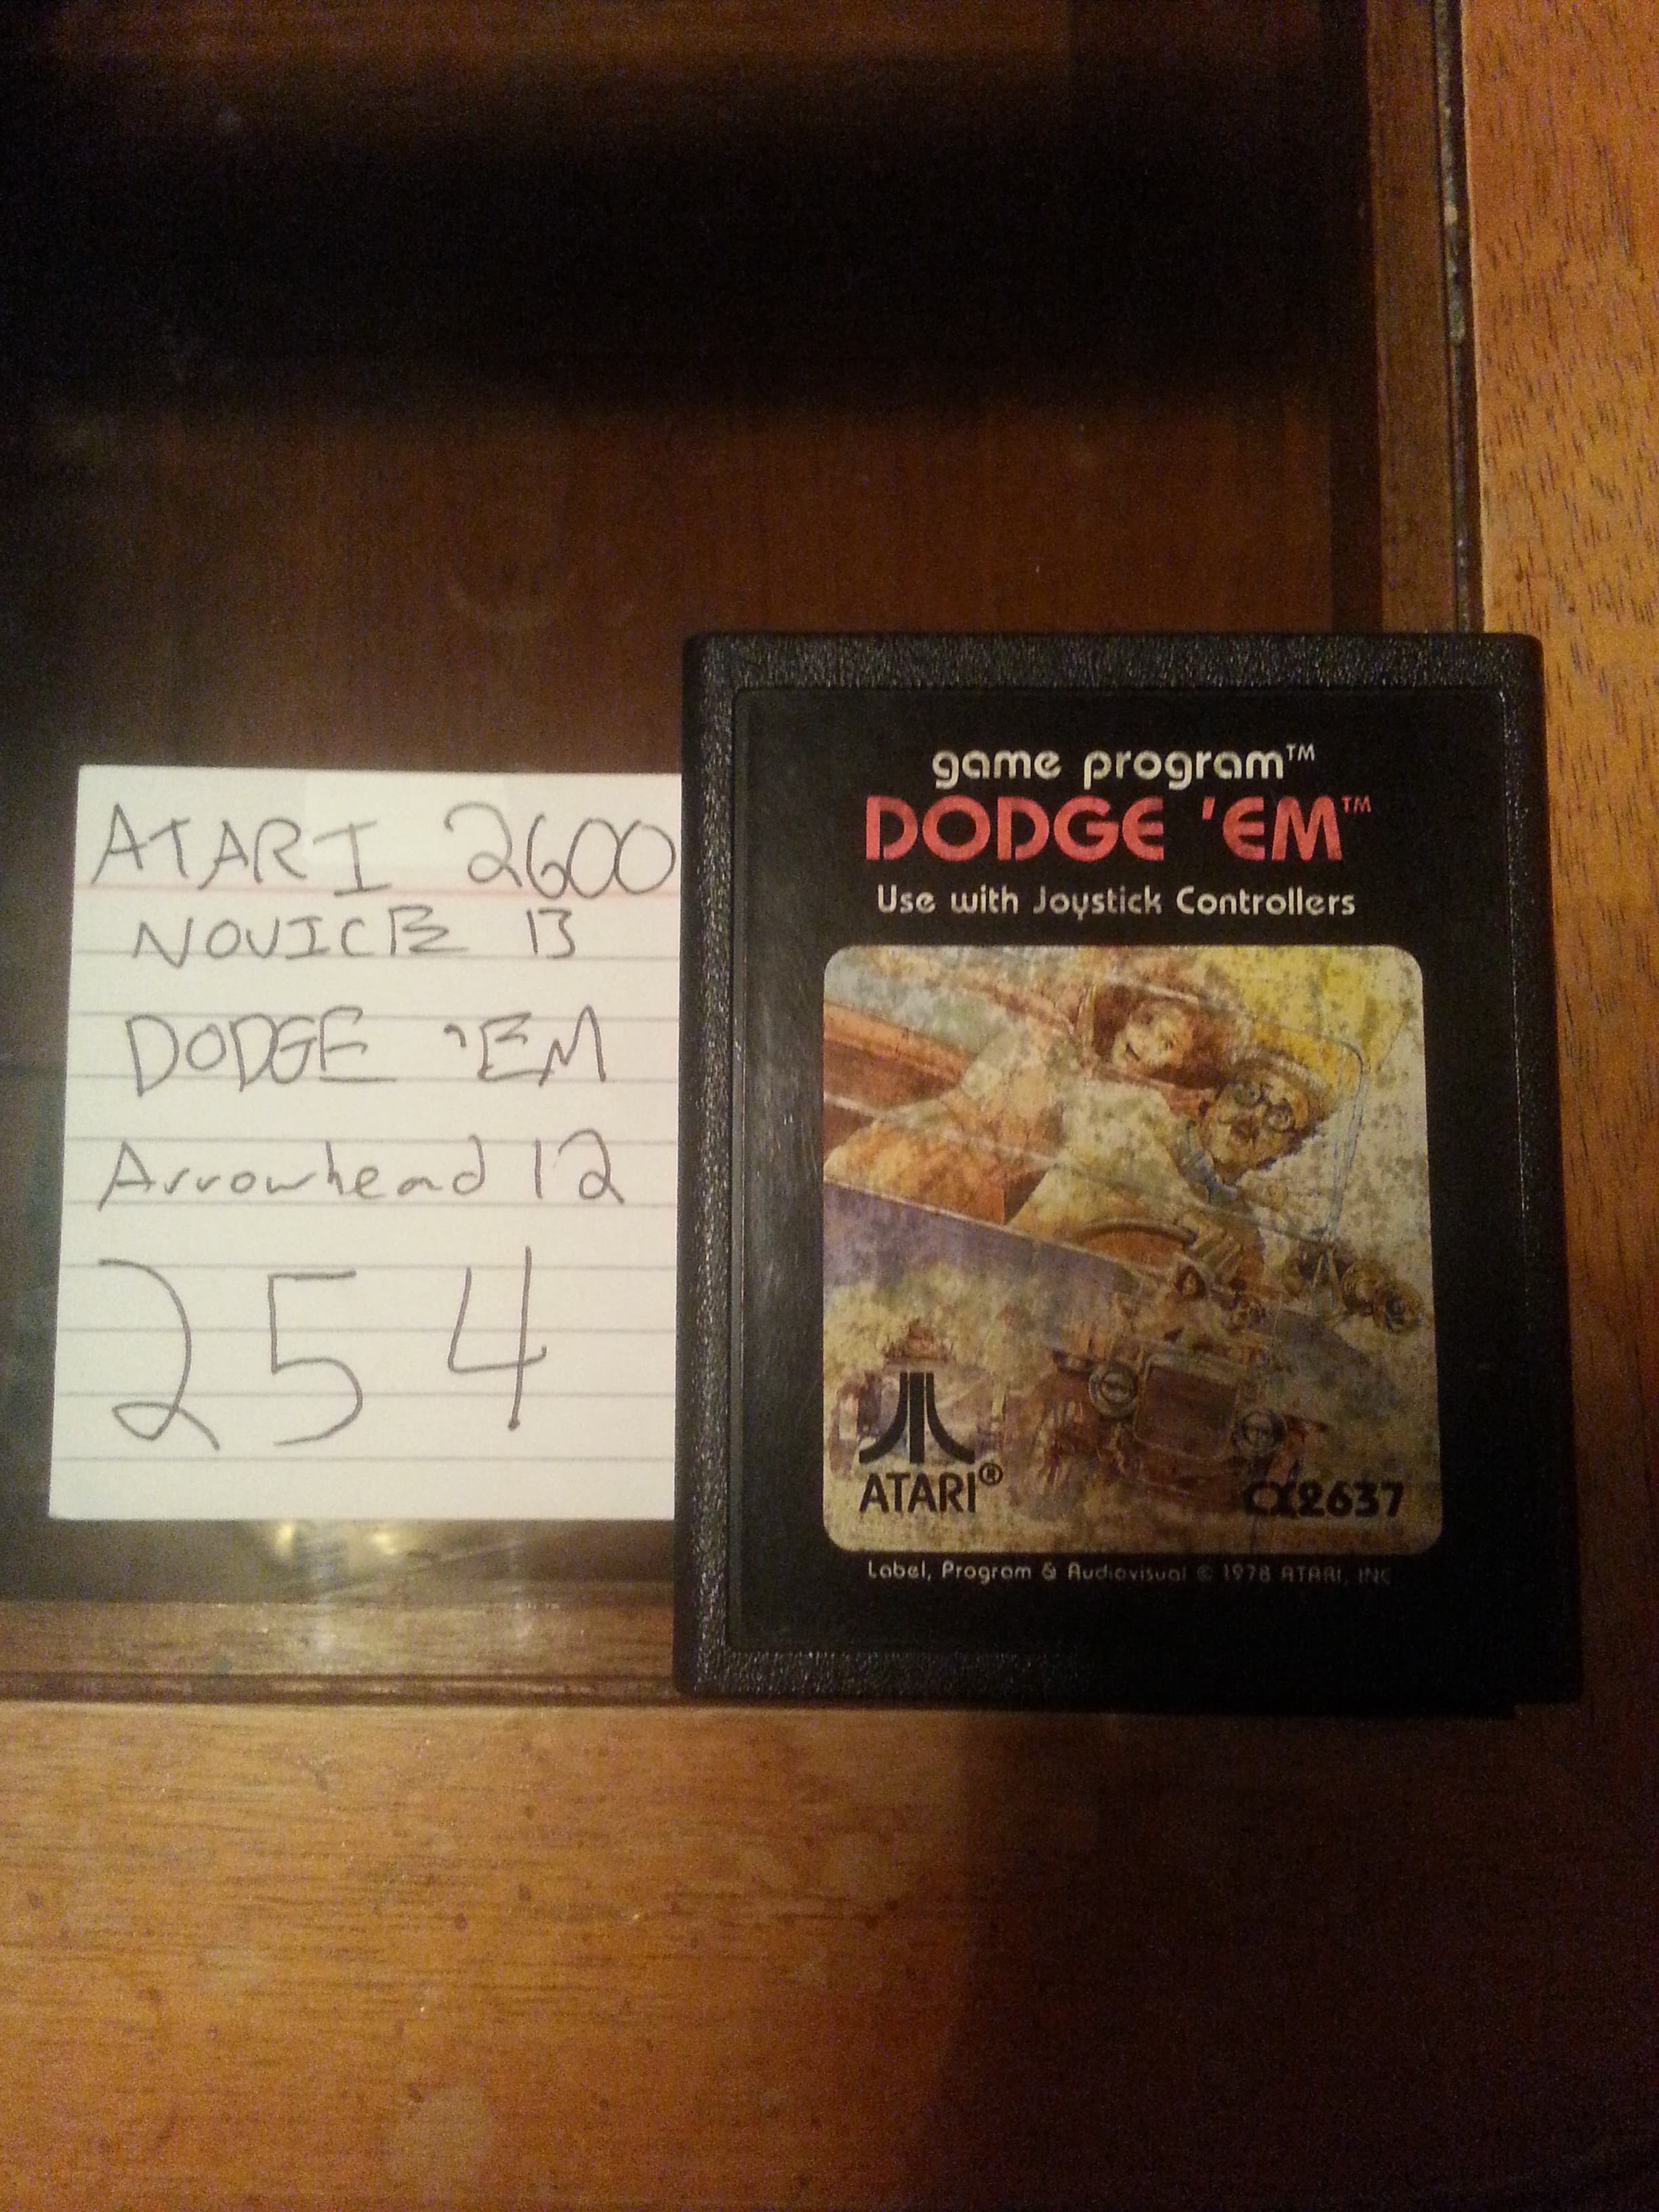 ATARI 2600
NOVICE B
DODGE 'EM
Arrowhead 12
254
game program™
DODGE 'EM™
Use with Joystick Controllers
ATARI®
CX2637
Label, Program & Audiovisual © 1978 ATARI, INC